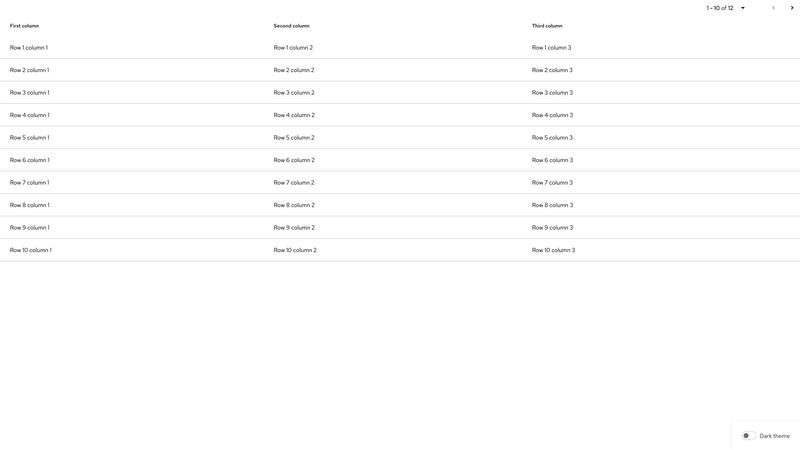 1 - 10 of 12
First column Second column Third column
Row 1 column 1 Row 1 column 2 Row 1 column 3
Row 2 column 1 Row 2 column 2 Row 2 column 3
Row 3 column 1 Row 3 column 2 Row 3 column 3
Row 4 column 1 Row 4 column 2 Row 4 column 3
Row 5 column 1 Row 5 column 2 Row 5 column 3
Row 6 column 1 Row 6 column 2 Row 6 column 3
Row 7 column 1 Row 7 column 2 Row 7 column 3
Row 8 column 1 Row 8 column 2 Row 8 column 3
Row 9 column 1 Row 9 column 2 Row 9 column 3
Row 10 column 1 Row 10 column 2 Row 10 column 3
Dark theme